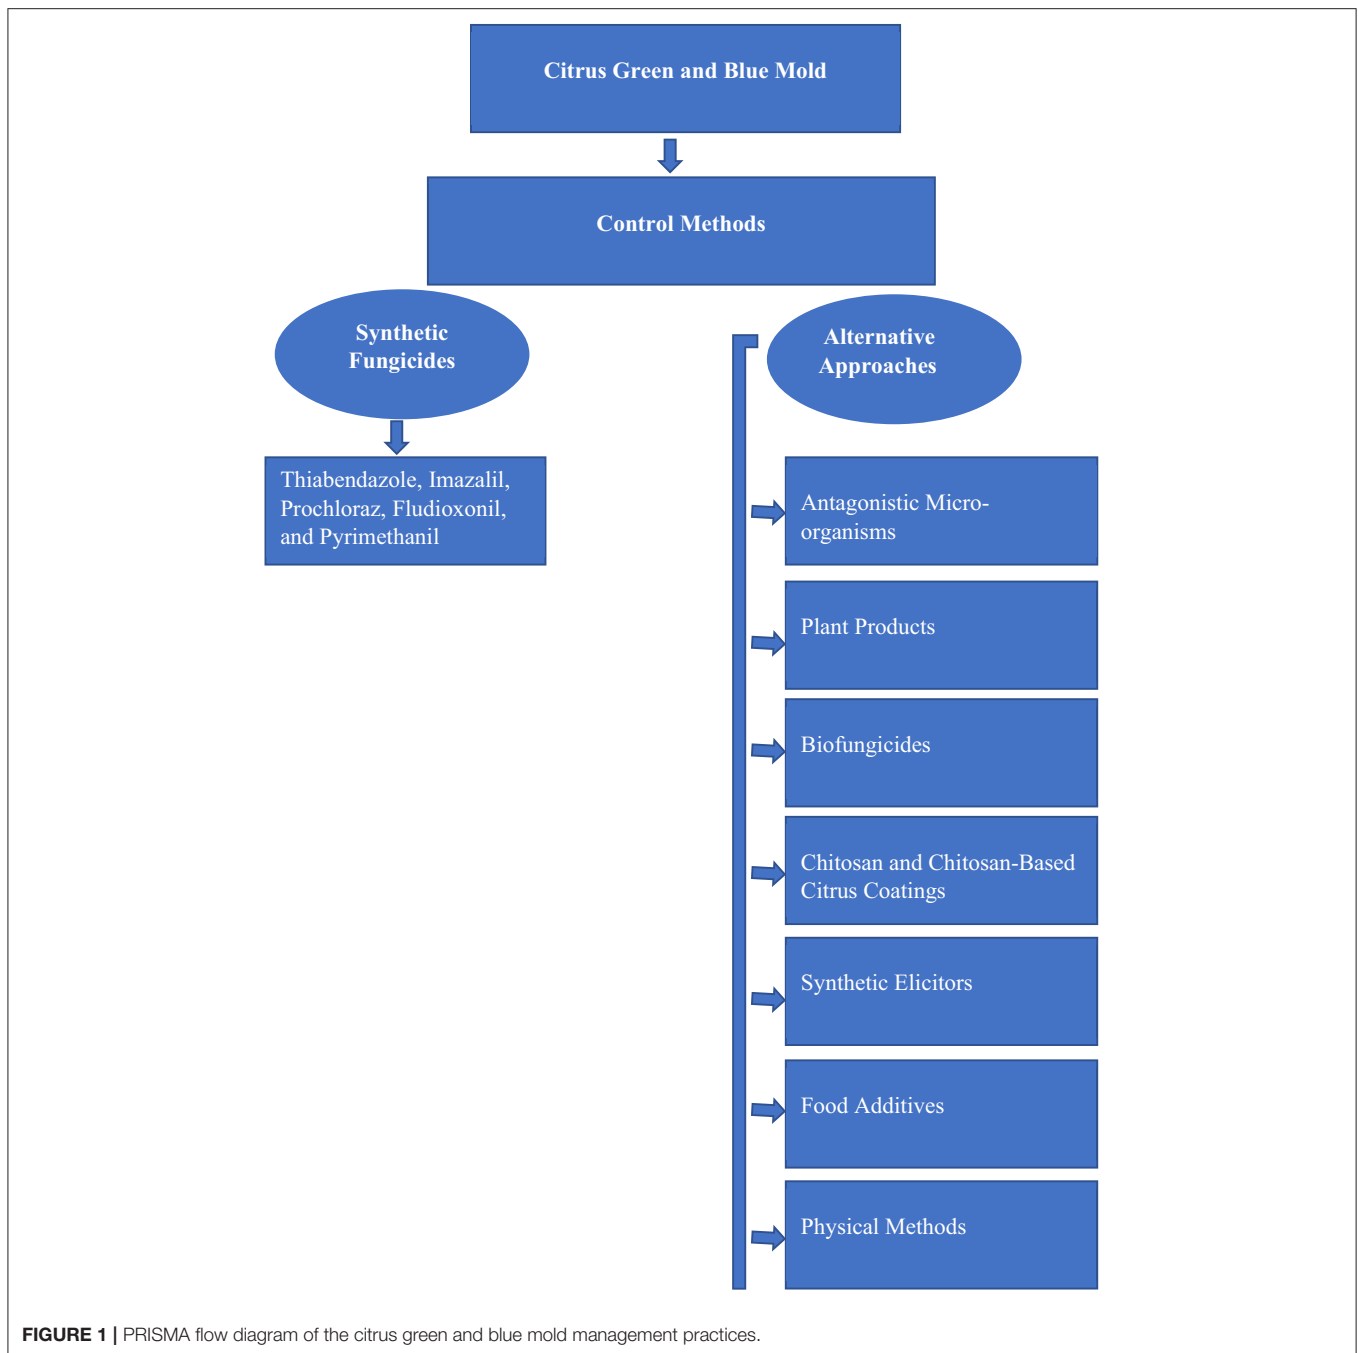 Citrus Green and Blue Mold
Control Methods
Synthetic
Fungicides
Thiabendazole, Imazalil,
Prochloraz, Fludioxonil,
and Pyrimethanil
Alternative
Approaches
Antagonistic Micro-
organisms
Plant Products
Biofungicides
Chitosan and Chitosan-Based
Citrus Coatings
Synthetic Elicitors
Food Additives
Physical Methods
FIGURE 1 | PRISMA flow diagram of the citrus green and blue mold management practices.